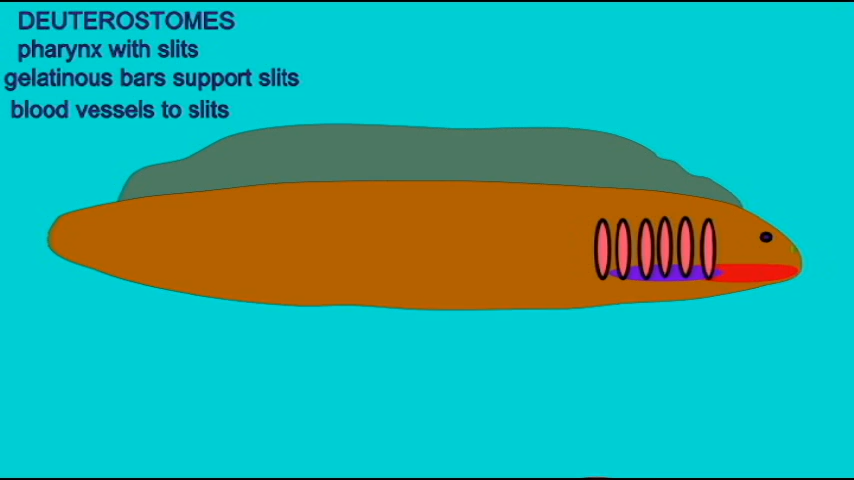 DEUTEROSTOMES
pharynx with slits
gelatinous bars support slits
blood vessels to slits